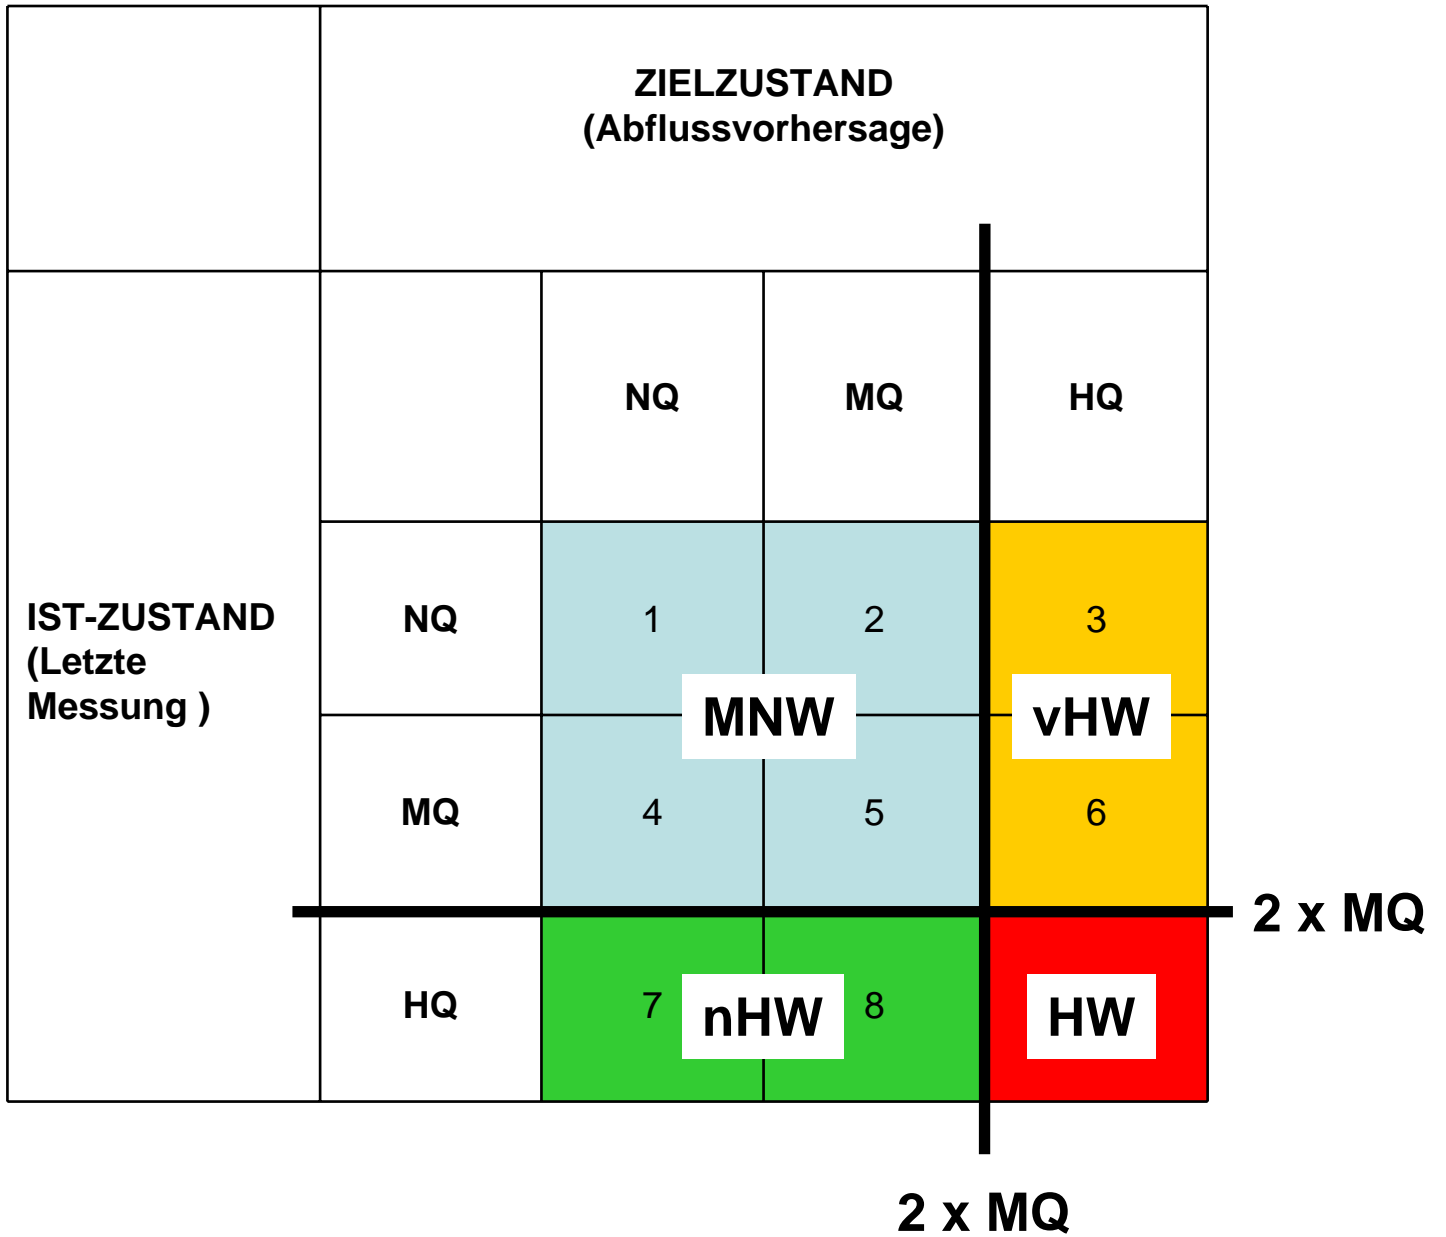 ZIELZUSTAND
(Abflussvorhersage)
NQ
MQ
HQ
IST-ZUSTAND
(Letzte
Messung )
NQ
1
2
3
MNW
vHW
MQ
4
5
6
2 x MQ
HQ
7
nHW
8
HW
2 x MQ